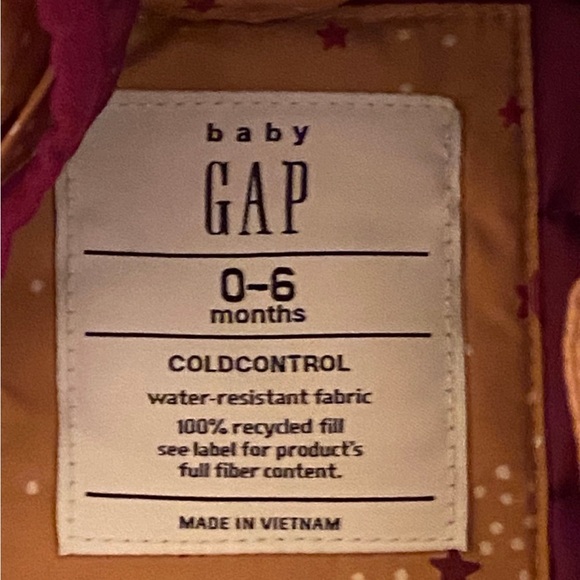 baby
GAP
0-6
months
COLDCONTROL
water-resistant fabric
100% recycled fill
see label for product's
full fiber content.
MADE IN VIETNAM